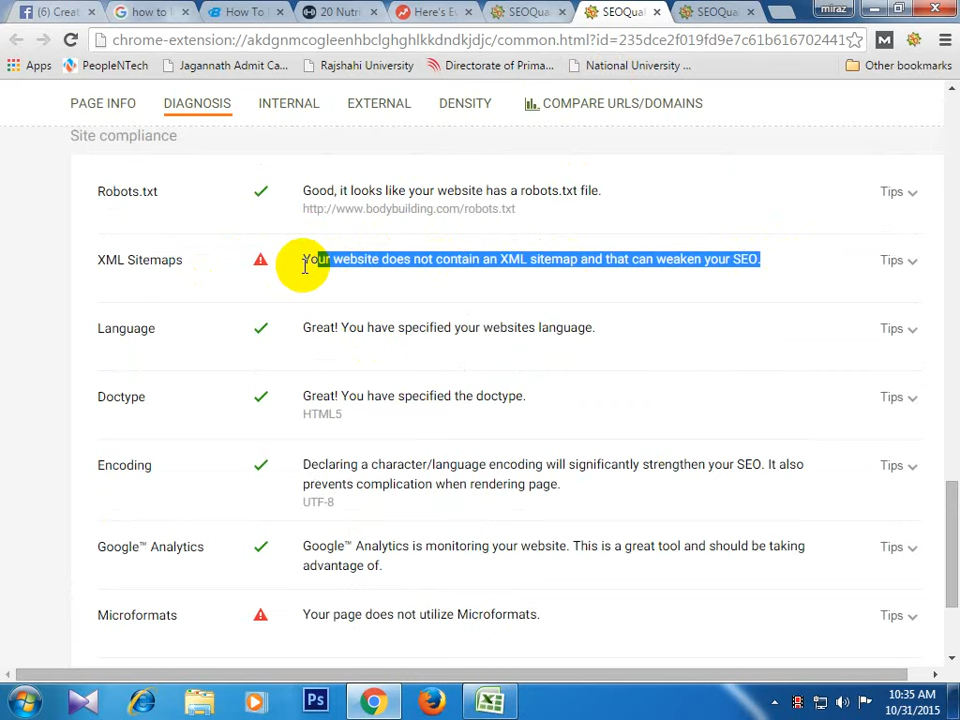 (6) Creat
how to l
How To
20 Nutri
Here's Ev
SEOQua
SEOQua
SEOQual
miraz
chrome-extension://akdgnmcogleenhbclghghlkkdndkjdjc/common.html?id=235dce2f019fd9e7c61b616702441
M
Apps
PeopleNTech
Jagannath Admit Ca...
Rajshahi University
Directorate of Prima...
National University ...
Other bookmarks
PAGE INFO
DIAGNOSIS
INTERNAL
EXTERNAL
DENSITY
COMPARE URLS/DOMAINS
Site compliance
Robots.txt
Good, it looks like your website has a robots.txt file.
Tips
http://www.bodybuilding.com/robots.txt
XML Sitemaps
Your website does not contain an XML sitemap and that can weaken your SEO.
Tips
Language
Great! You have specified your websites language.
Tips
Doctype
Great! You have specified the doctype.
Tips
HTML5
Encoding
Declaring a character/language encoding will significantly strengthen your SEO. It also
Tips
prevents complication when rendering page.
UTF-8
Google™ Analytics
Google™ Analytics is monitoring your website. This is a great tool and should be taking
Tips
advantage of.
Microformats
Your page does not utilize Microformats.
Tips
Ps
10:35 AM
10/31/2015